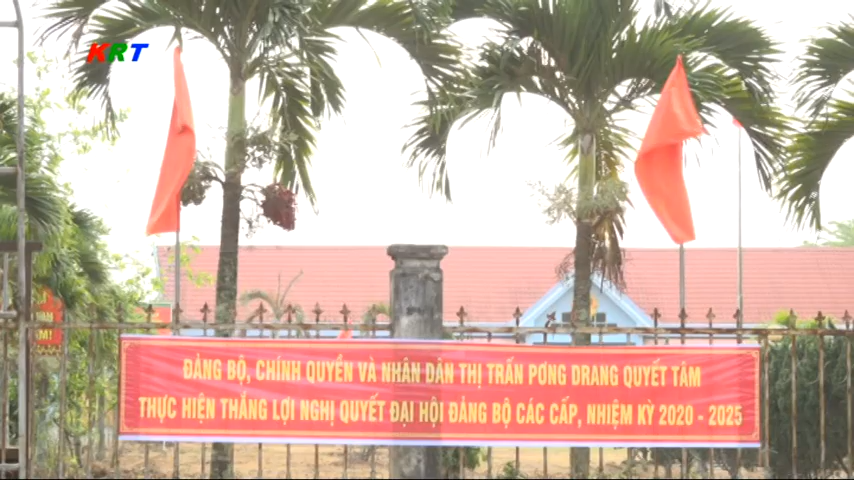 KRT
ĐẢNG BỘ, CHÍNH QUYỀN VÀ NHÂN DÂN THỊ TRẤN PƠNG DRANG QUYẾT TÂM
THỰC HIỆN THẮNG LỢI NGHỊ QUYẾT ĐẠI HỘI ĐẢNG BỘ CÁC CẤP, NHIỆM KỲ 2020 - 2025